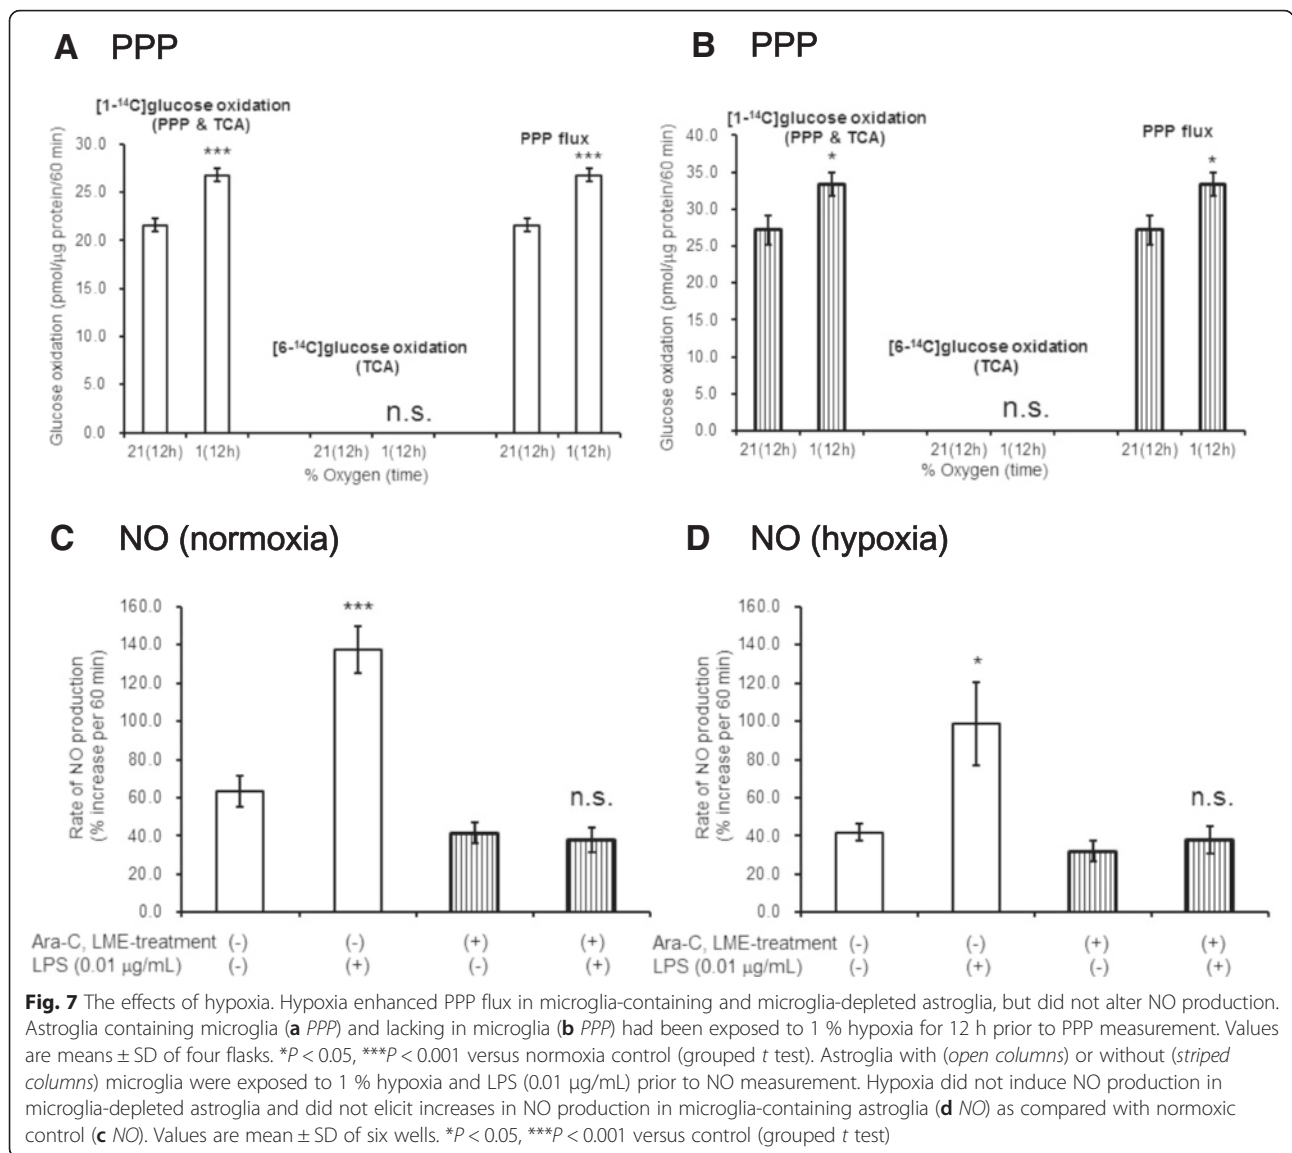 A PPP
[1-¹⁴C]glucose oxidation
(PPP & TCA)
PPP flux
***
***
Glucose oxidation (pmol/µg protein/60 min)
30.0
25.0
20.0
15.0
10.0
5.0
0.0
[6-¹⁴C]glucose oxidation
(TCA)
n.s.
21(12h) 1(12h) 21(12h) 1(12h) 21(12h) 1(12h)
% Oxygen (time)
B PPP
[1-¹⁴C]glucose oxidation
(PPP & TCA)
PPP flux
*
*
Glucose oxidation (pmol/µg protein/60 min)
40.0
35.0
30.0
25.0
20.0
15.0
10.0
5.0
0.0
[6-¹⁴C]glucose oxidation
(TCA)
n.s.
21(12h) 1(12h) 21(12h) 1(12h) 21(12h) 1(12h)
% Oxygen (time)
C NO (normoxia)
Rate of NO production
(% increase per 60 min)
160.0
140.0
120.0
100.0
80.0
60.0
40.0
20.0
0.0
***
n.s.
Ara-C, LME-treatment (-) (-) (+) (+)
LPS (0.01 µg/mL) (-) (+) (-) (+)
D NO (hypoxia)
Rate of NO production
(% increase per 60 min)
160.0
140.0
120.0
100.0
80.0
60.0
40.0
20.0
0.0
*
n.s.
Ara-C, LME-treatment (-) (-) (+) (+)
LPS (0.01 µg/mL) (-) (+) (-) (+)
Fig. 7 The effects of hypoxia. Hypoxia enhanced PPP flux in microglia-containing and microglia-depleted astroglia, but did not alter NO production.
Astroglia containing microglia (a PPP) and lacking in microglia (b PPP) had been exposed to 1 % hypoxia for 12 h prior to PPP measurement. Values
are means ± SD of four flasks. *P < 0.05, ***P < 0.001 versus normoxia control (grouped t test). Astroglia with (open columns) or without (striped
columns) microglia were exposed to 1 % hypoxia and LPS (0.01 µg/mL) prior to NO measurement. Hypoxia did not induce NO production in
microglia-depleted astroglia and did not elicit increases in NO production in microglia-containing astroglia (d NO) as compared with normoxic
control (c NO). Values are mean ± SD of six wells. *P < 0.05, ***P < 0.001 versus control (grouped t test)